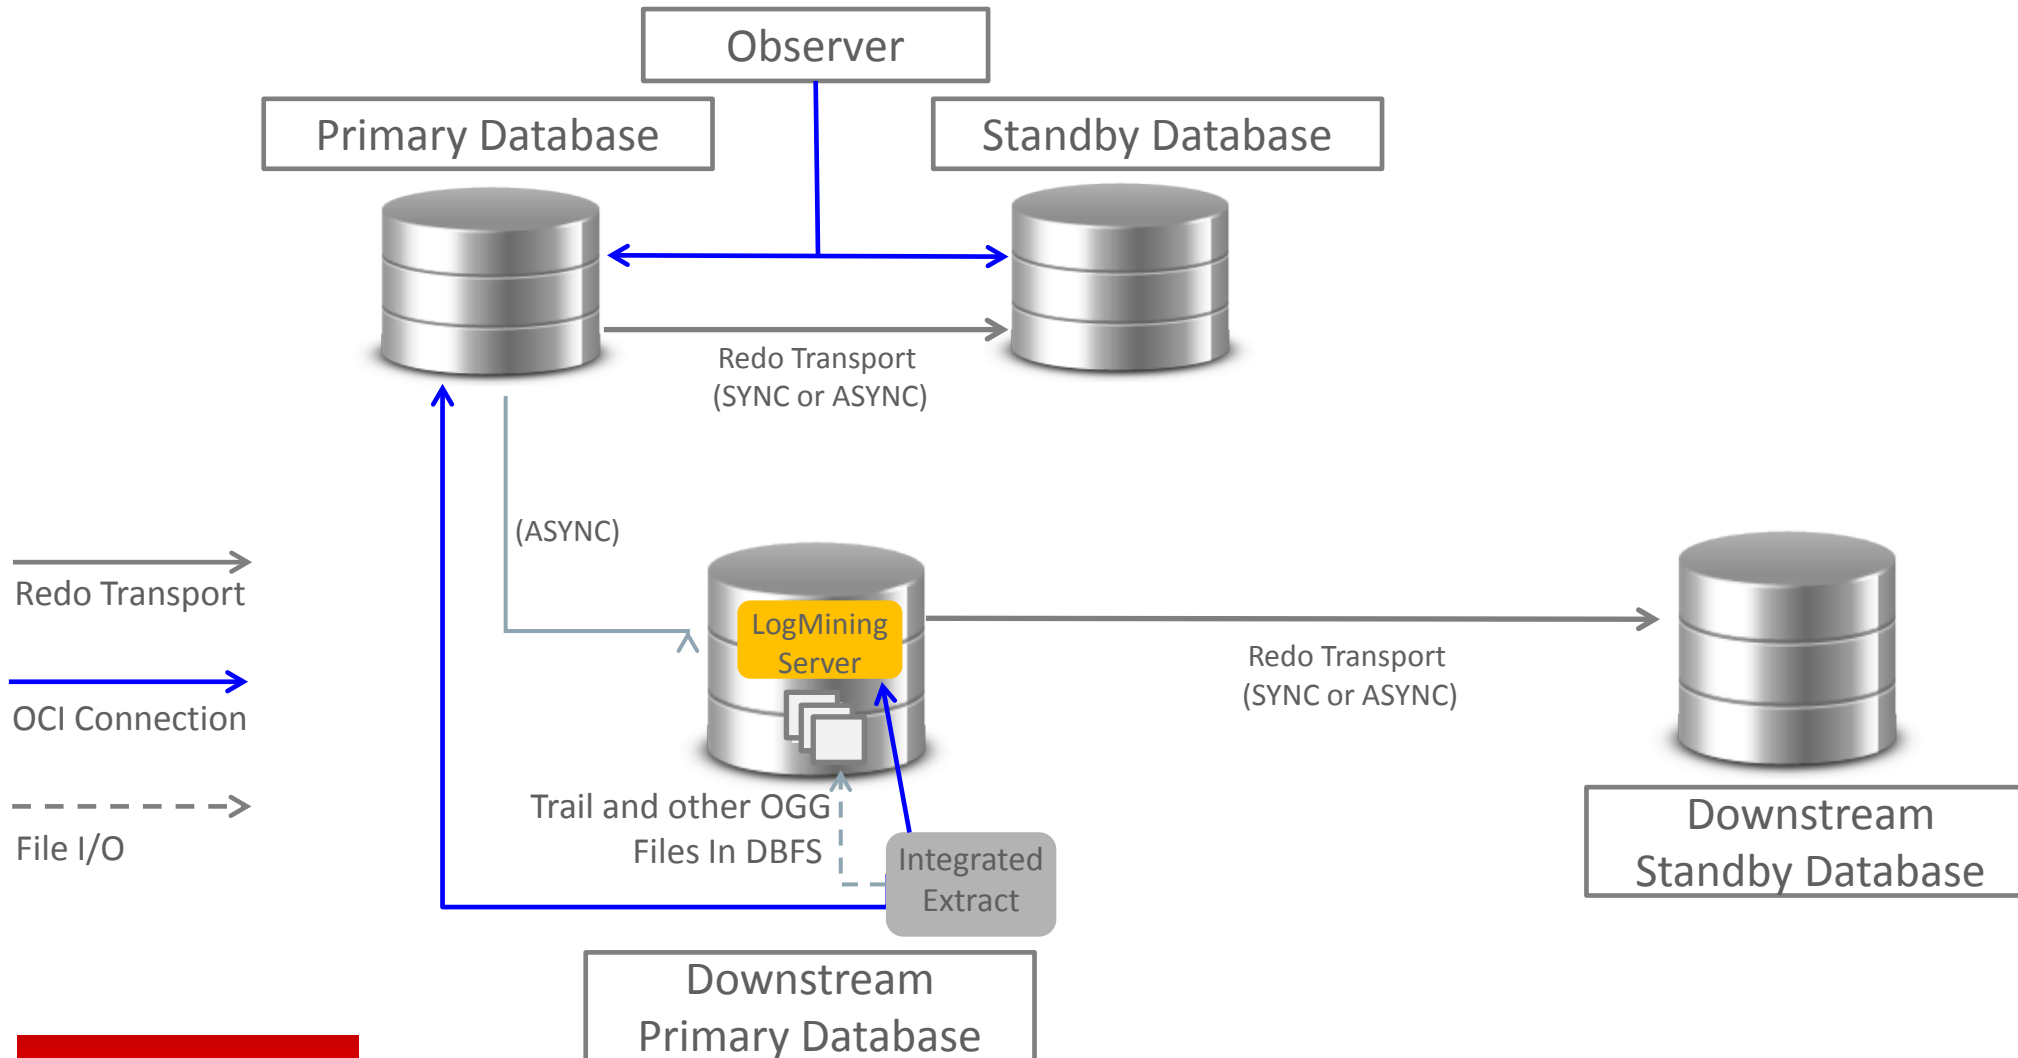 Observer
Primary Database
Standby Database
Redo Transport
(SYNC or ASYNC)
(ASYNC)
Redo Transport
OCI Connection
File I/O
LogMining
Server
Redo Transport
(SYNC or ASYNC)
Trail and other OGG
Files In DBFS
Integrated
Extract
Downstream
Standby Database
Downstream
Primary Database